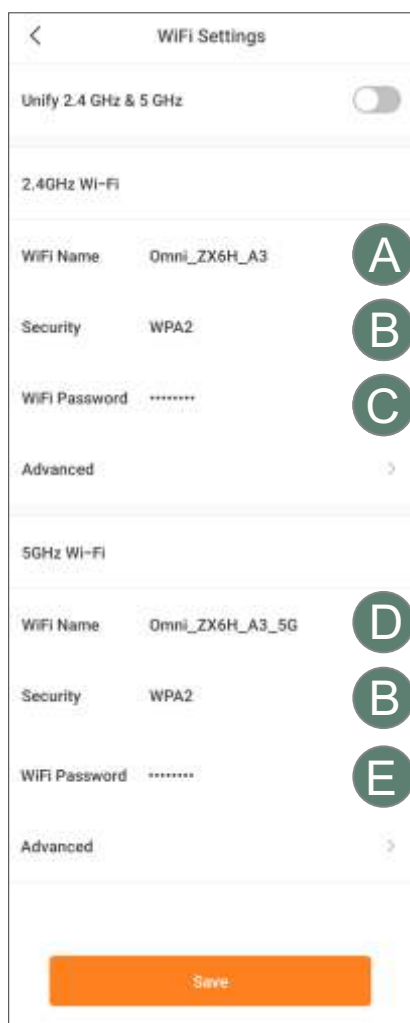 WiFi Settings
Unify 2.4 GHz & 5 GHz
2.4GHz Wi-Fi
WiFi Name Omni_ZX6H_A3 A
Security WPA2 B
WiFi Password ········ C
Advanced
5GHz Wi-Fi
WiFi Name Omni_ZX6H_A3_5G D
Security WPA2 B
WiFi Password ········ E
Advanced
Save